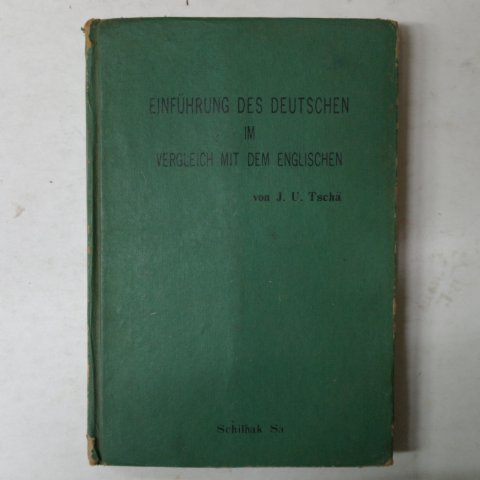 EINFÜHRUNG DES DEUTSCHEN
IM
VERGLEICH MIT DEM ENGLISCHEN
von J. U. Tschä
Schilhak Sa